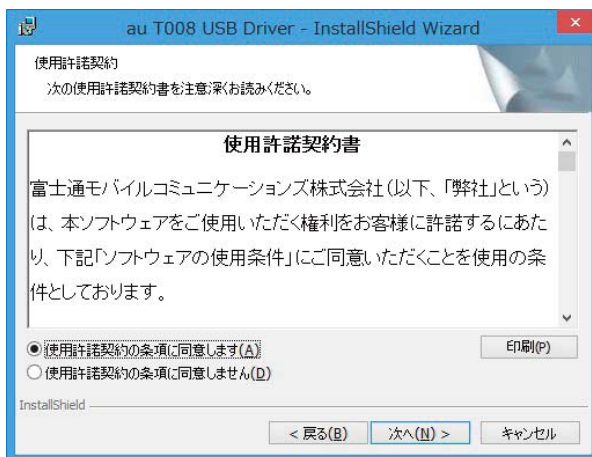 au T008 USB Driver - InstallShield Wizard
使用許諾契約
次の使用許諾契約書を注意深くお読みください。
使用許諾契約書
富士通モバイルコミュニケーションズ株式会社(以下、「弊社」という)
は、本ソフトウェアをご使用いただく権利をお客様に許諾するにあた
り、下記「ソフトウェアの使用条件」にご同意いただくことを使用の条
件としております。
使用許諾契約の条項に同意します(A)
印刷(P)
使用許諾契約の条項に同意しません(D)
InstallShield
< 戻る(B)
次へ(N) >
キャンセル